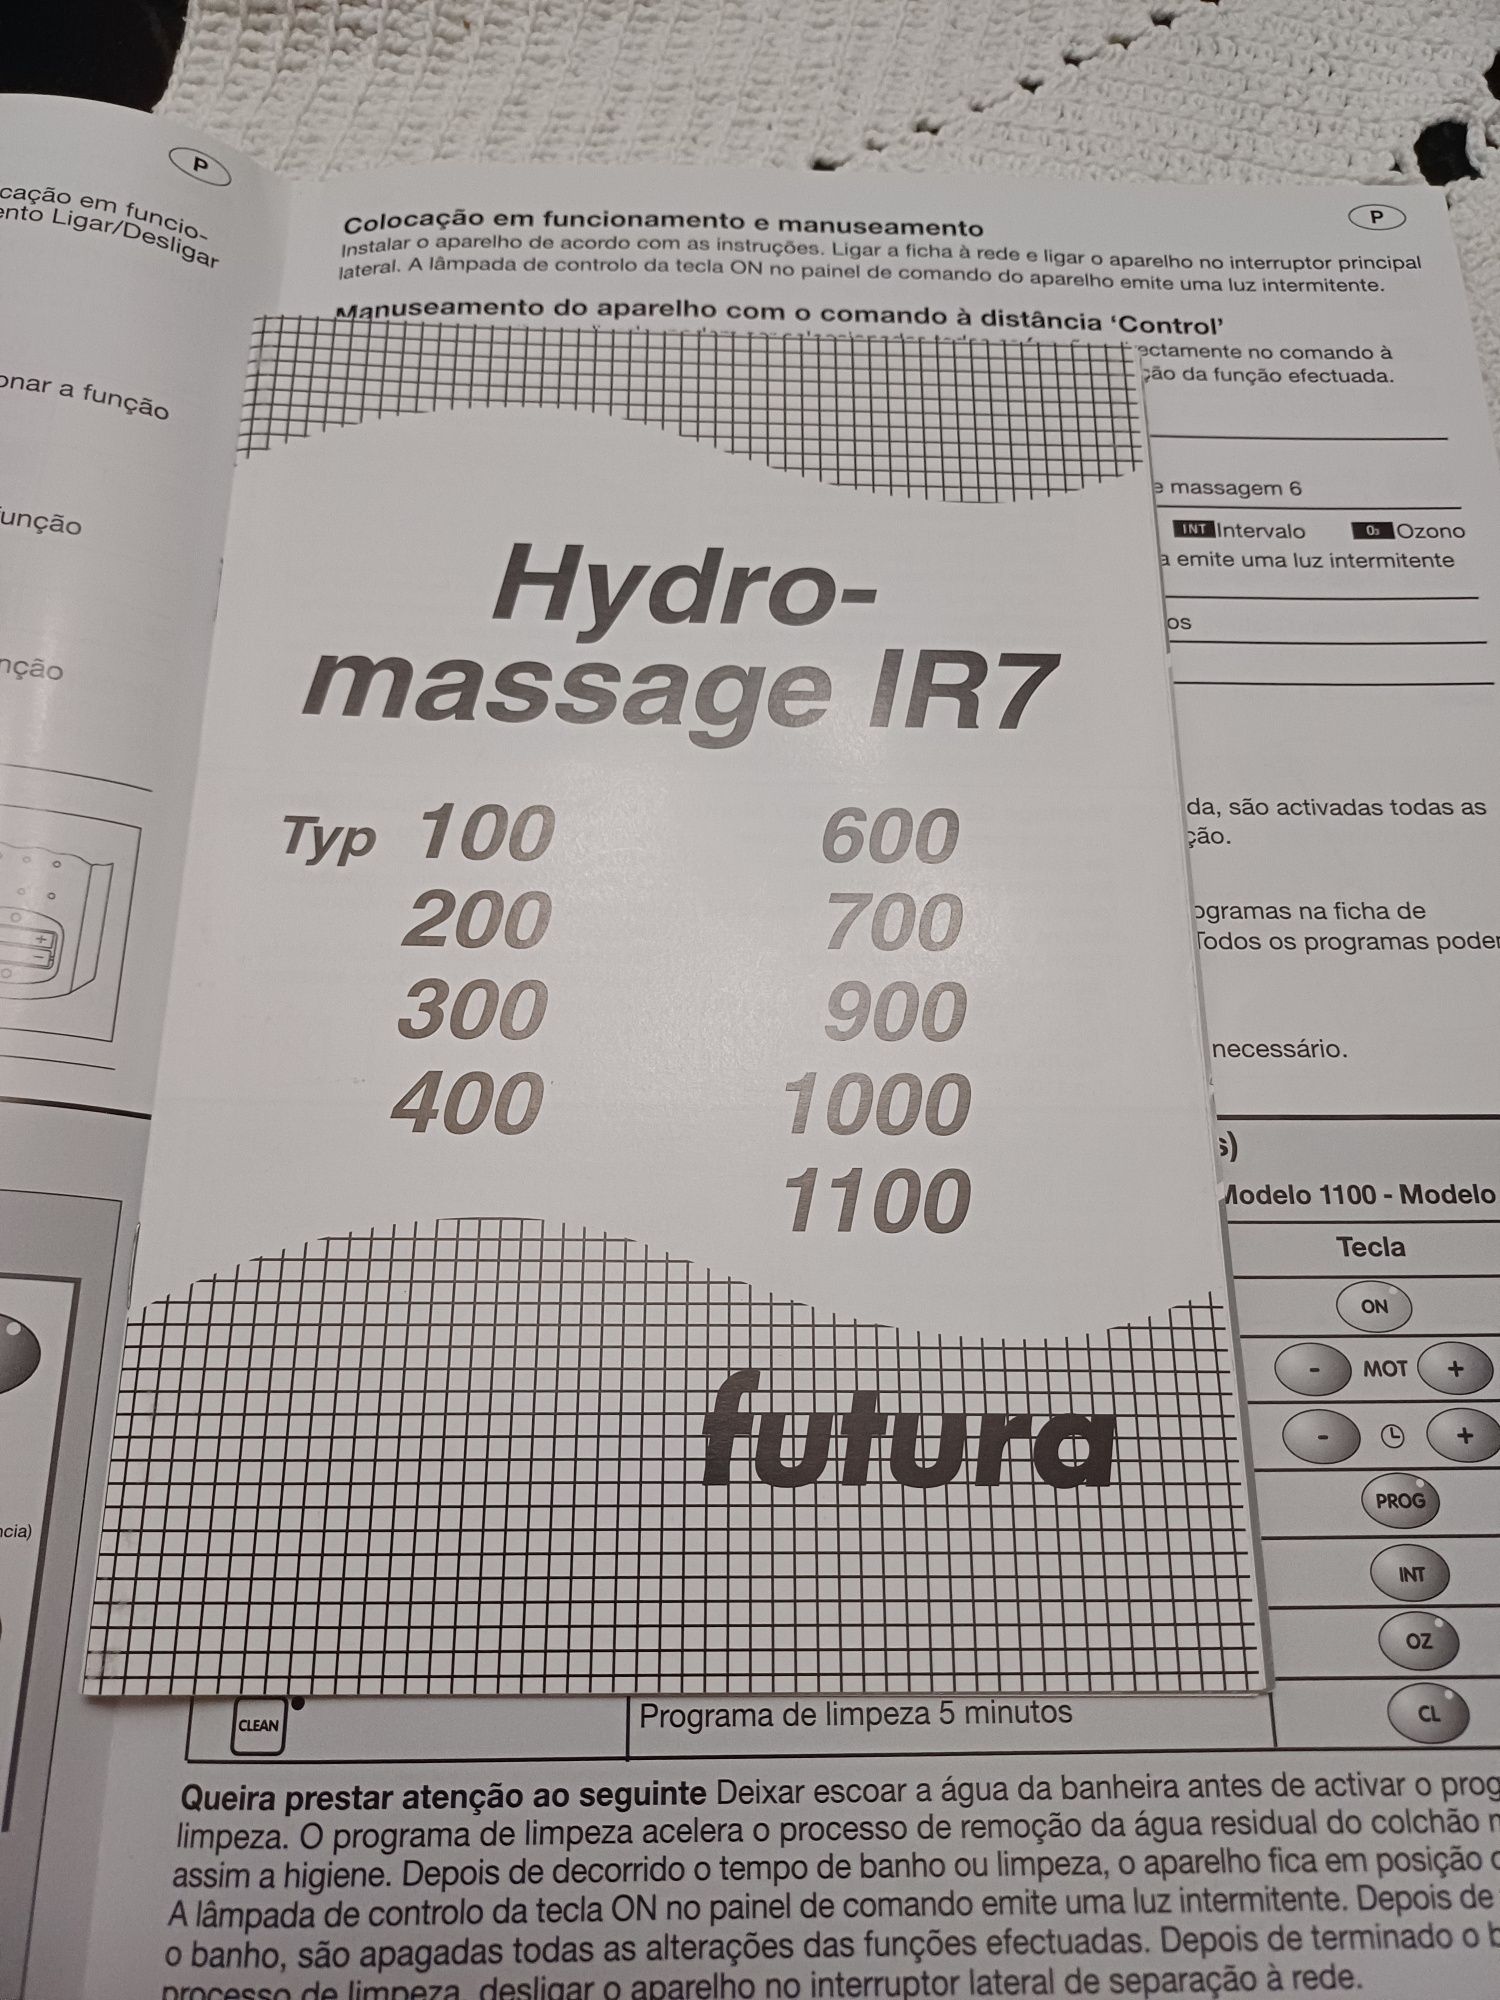 P
cação em funcio-
ento Ligar/Desligar
onar a função
unção
nção
ncia)
P
Colocação em funcionamento e manuseamento
Instalar o aparelho de acordo com as instruções. Ligar a ficha à rede e ligar o aparelho no interruptor principal
lateral. A lâmpada de controlo da tecla ON no painel de comando do aparelho emite uma luz intermitente.
Manuseamento do aparelho com o comando à distância ‘Control’
ectamente no comando à
ção da função efectuada.
e massagem 6
INT Intervalo O₃ Ozono
a emite uma luz intermitente
os
da, são activadas todas as
ção.
ogramas na ficha de
Todos os programas poder
necessário.
s)
Modelo 1100 - Modelo
Tecla
ON
- MOT +
- +
PROG
INT
OZ
CL
Hydro-
massage IR7
Typ 100 600
200 700
300 900
400 1000
1100
futura
CLEAN Programa de limpeza 5 minutos
Queira prestar atenção ao seguinte Deixar escoar a água da banheira antes de activar o prog
limpeza. O programa de limpeza acelera o processo de remoção da água residual do colchão
assim a higiene. Depois de decorrido o tempo de banho ou limpeza, o aparelho fica em posição
A lâmpada de controlo da tecla ON no painel de comando emite uma luz intermitente. Depois de
o banho, são apagadas todas as alterações das funções efectuadas. Depois de terminado o
processo de limpeza, desligar o aparelho no interruptor lateral de separação à rede.